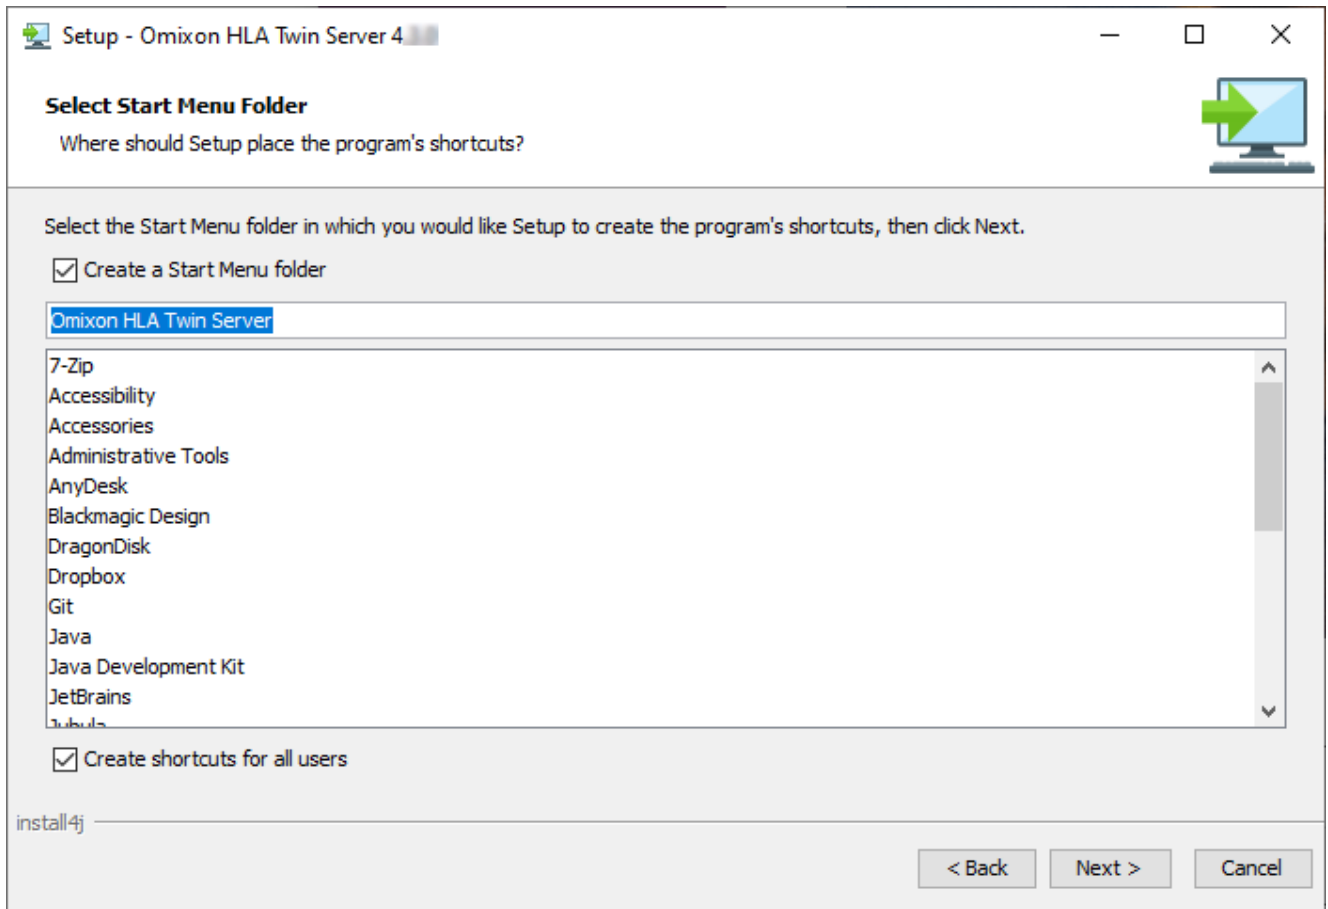 Setup - Omixon HLA Twin Server 4
Select Start Menu Folder
Where should Setup place the program's shortcuts?
Select the Start Menu folder in which you would like Setup to create the program's shortcuts, then click Next.
Create a Start Menu folder
Omixon HLA Twin Server
7-Zip
Accessibility
Accessories
Administrative Tools
AnyDesk
Blackmagic Design
DragonDisk
Dropbox
Git
Java
Java Development Kit
JetBrains
Create shortcuts for all users
install4j
< Back Next > Cancel